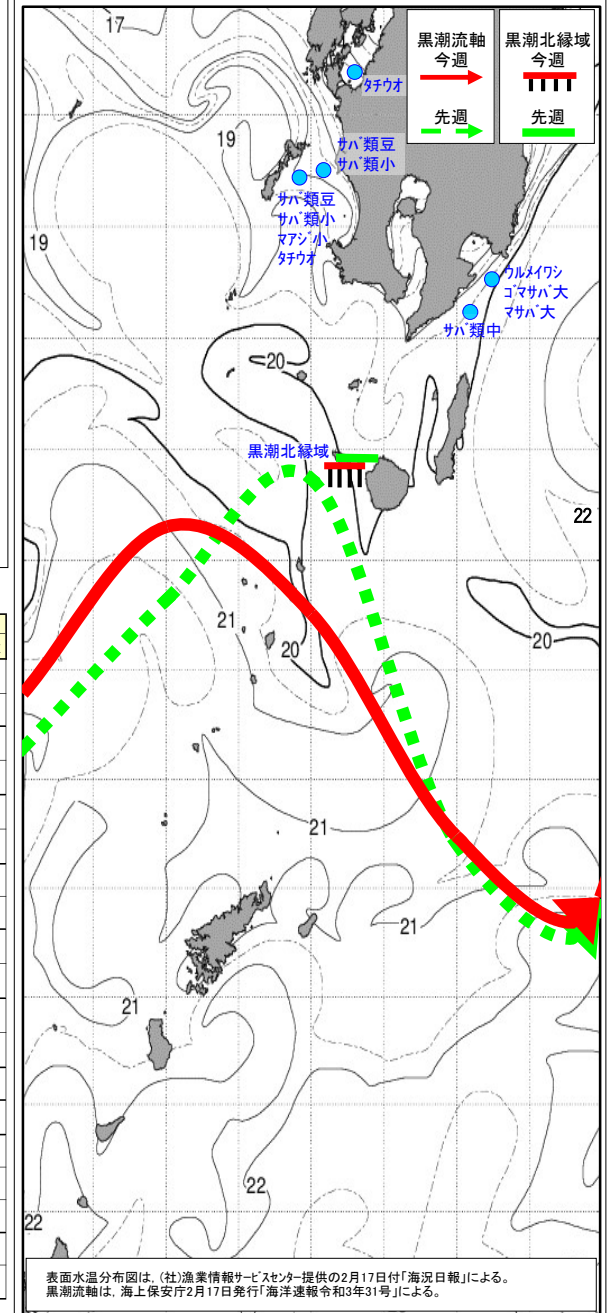 黒潮流軸
今週
先週
黒潮北縁域
今週
先週
17
タチウオ
19
サバ類豆
サバ類小
サバ類豆
サバ類小
マアジ小
タチウオ
19
ウルメイワシ
ゴマサバ大
マサバ大
サバ類中
20
黒潮北縁域
22
21
20
20
21
21
21
22
22
表面水温分布図は, (社)漁業情報サービスセンター提供の2月17日付「海況日報」による。
黒潮流軸は, 海上保安庁2月17日発行「海洋速報令和3年31号」による。